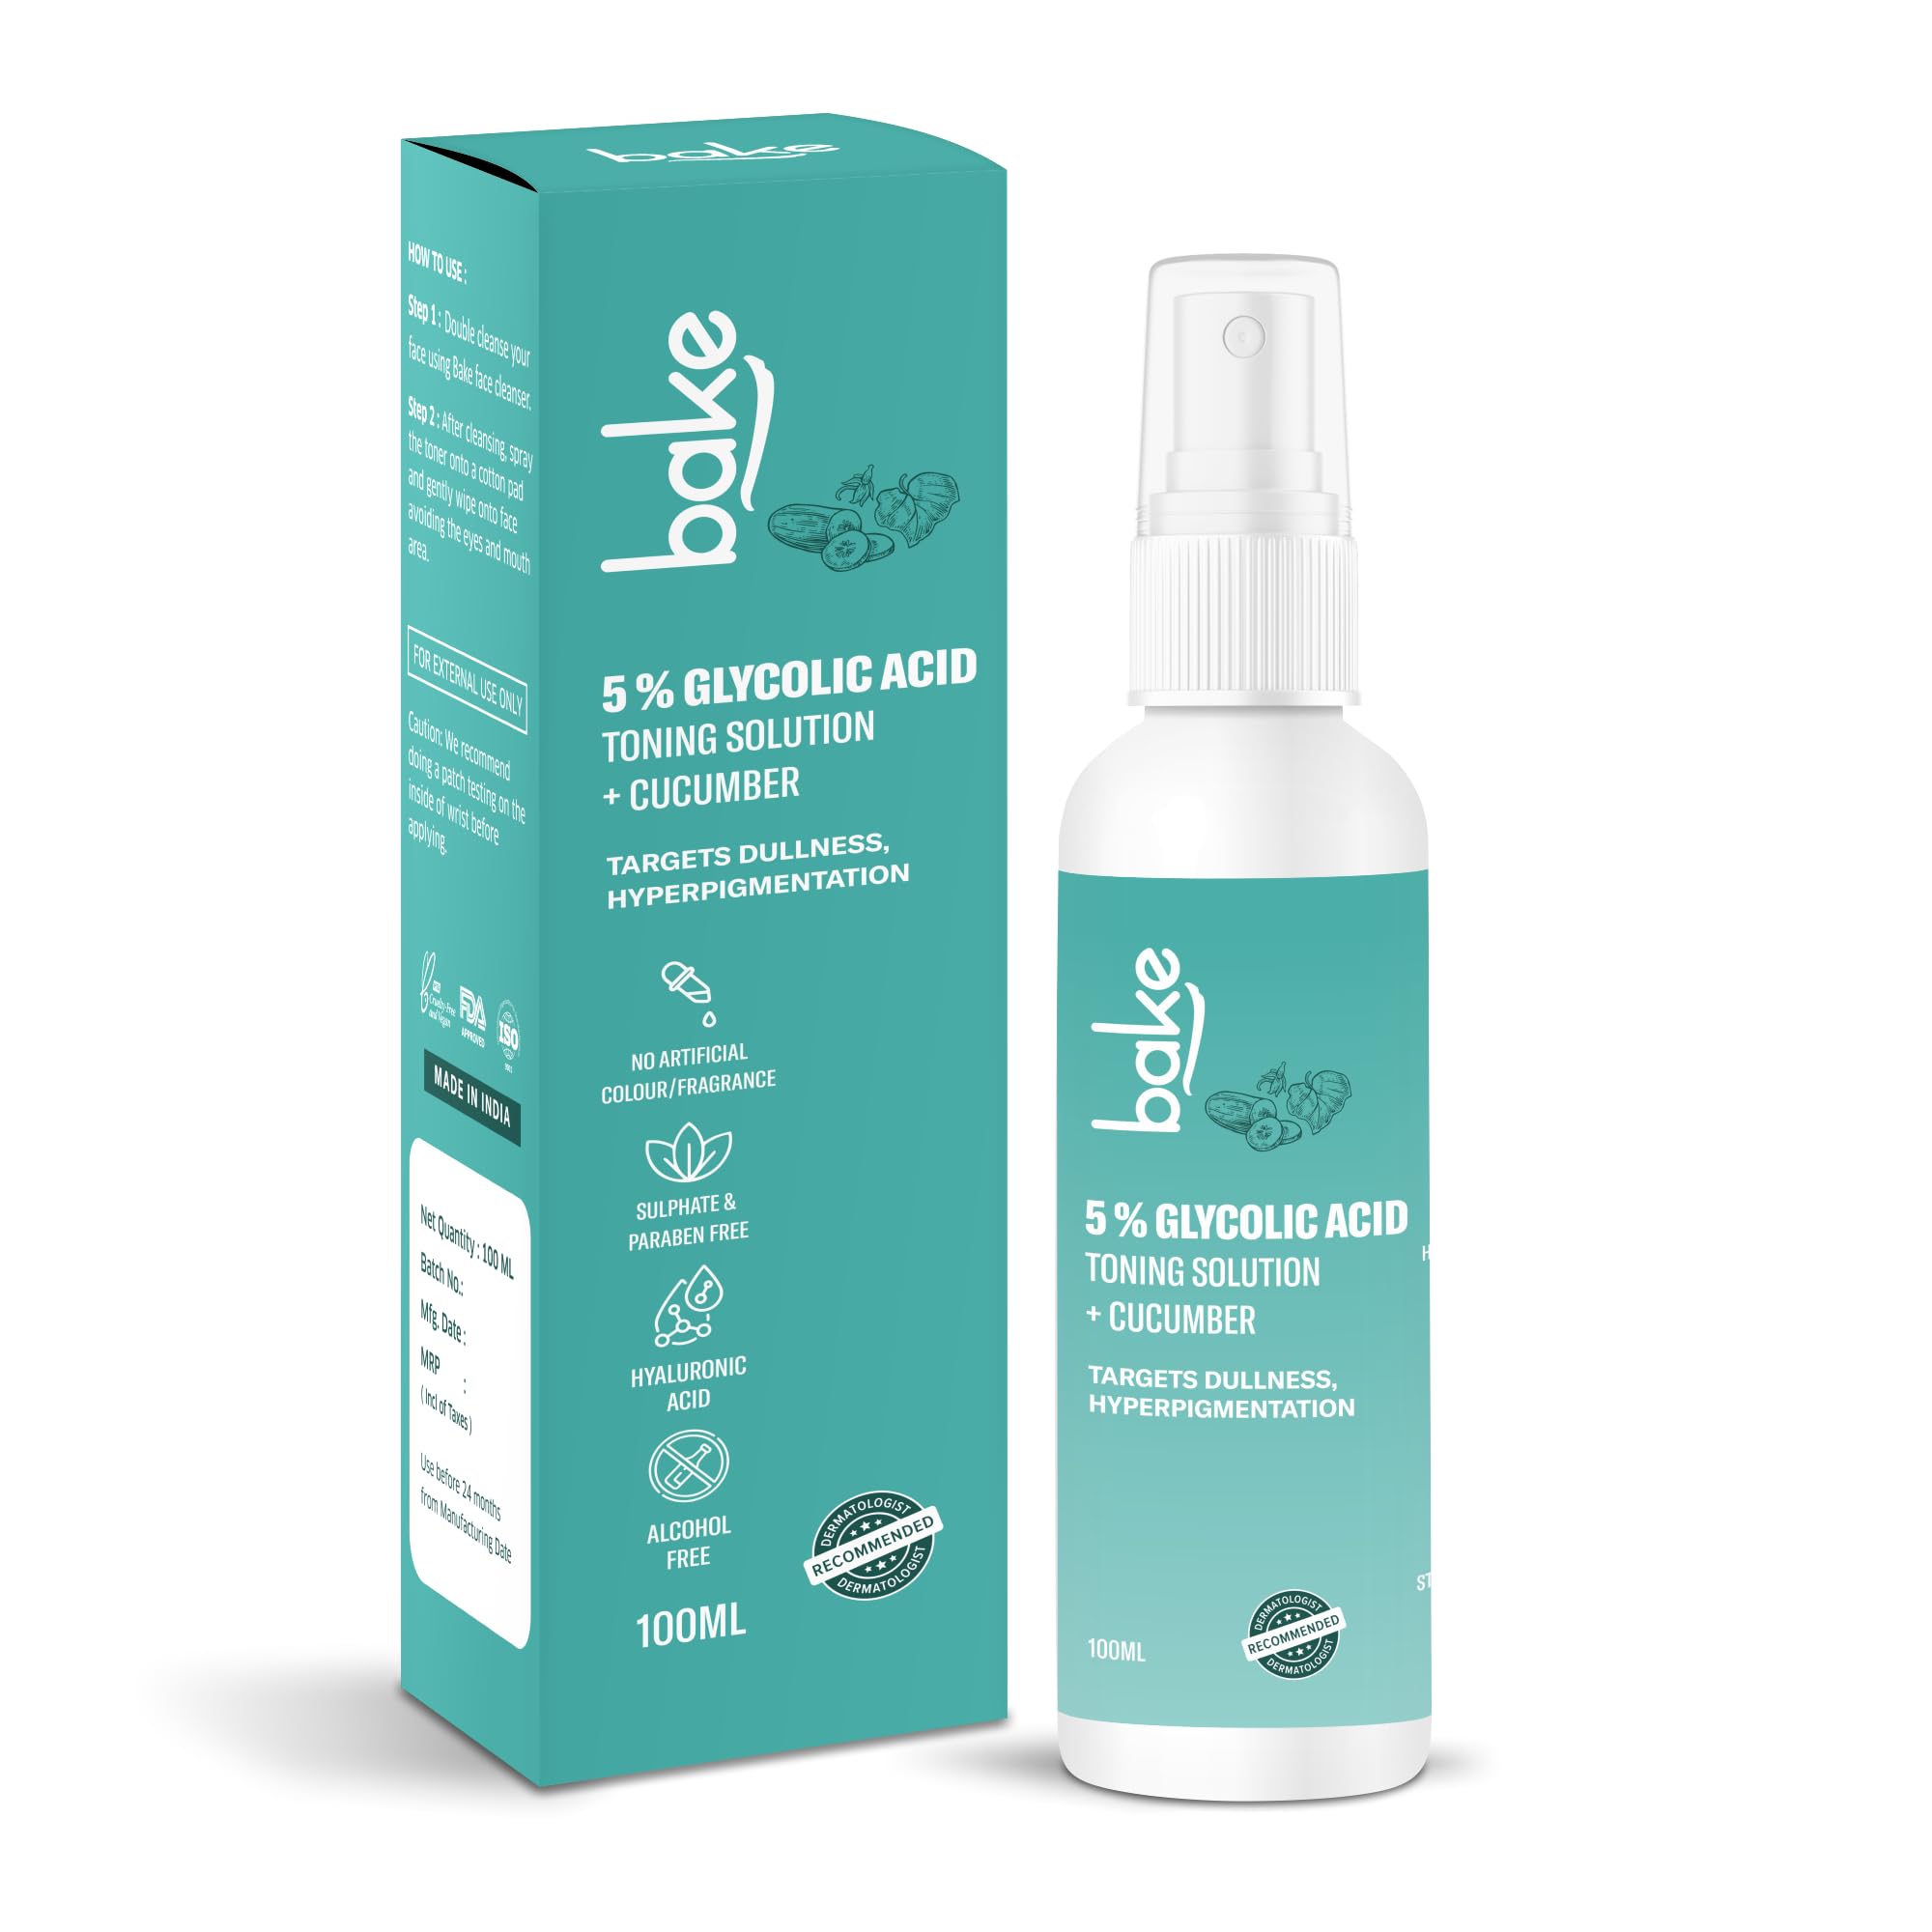 bake
HOW TO USE :
Step 1 : Double cleanse your
face using Bake face cleanser.
Step 2 : After cleansing, spray
the toner onto a cotton pad
and gently wipe onto face
avoiding the eyes and mouth
area.
FOR EXTERNAL USE ONLY
Caution: We recommend
doing a patch testing on the
inside of wrist before
applying.
Cruelty-Free
and Vegan
FDA
APPROVED
ISO
MADE IN INDIA
Net Quantity : 100 ML
Batch No.:
Mfg. Date :
MRP :
( Incl of Taxes )
Use before 24 months
from Manufacturing Date
bake
5 % GLYCOLIC ACID
TONING SOLUTION
+ CUCUMBER
TARGETS DULLNESS,
HYPERPIGMENTATION
NO ARTIFICIAL
COLOUR/FRAGRANCE
SULPHATE &
PARABEN FREE
HYALURONIC
ACID
ALCOHOL
FREE
100ML
DERMATOLOGIST
RECOMMENDED
DERMATOLOGIST
bake
5 % GLYCOLIC ACID
TONING SOLUTION
+ CUCUMBER
TARGETS DULLNESS,
HYPERPIGMENTATION
100ML
DERMATOLOGIST
RECOMMENDED
DERMATOLOGIST